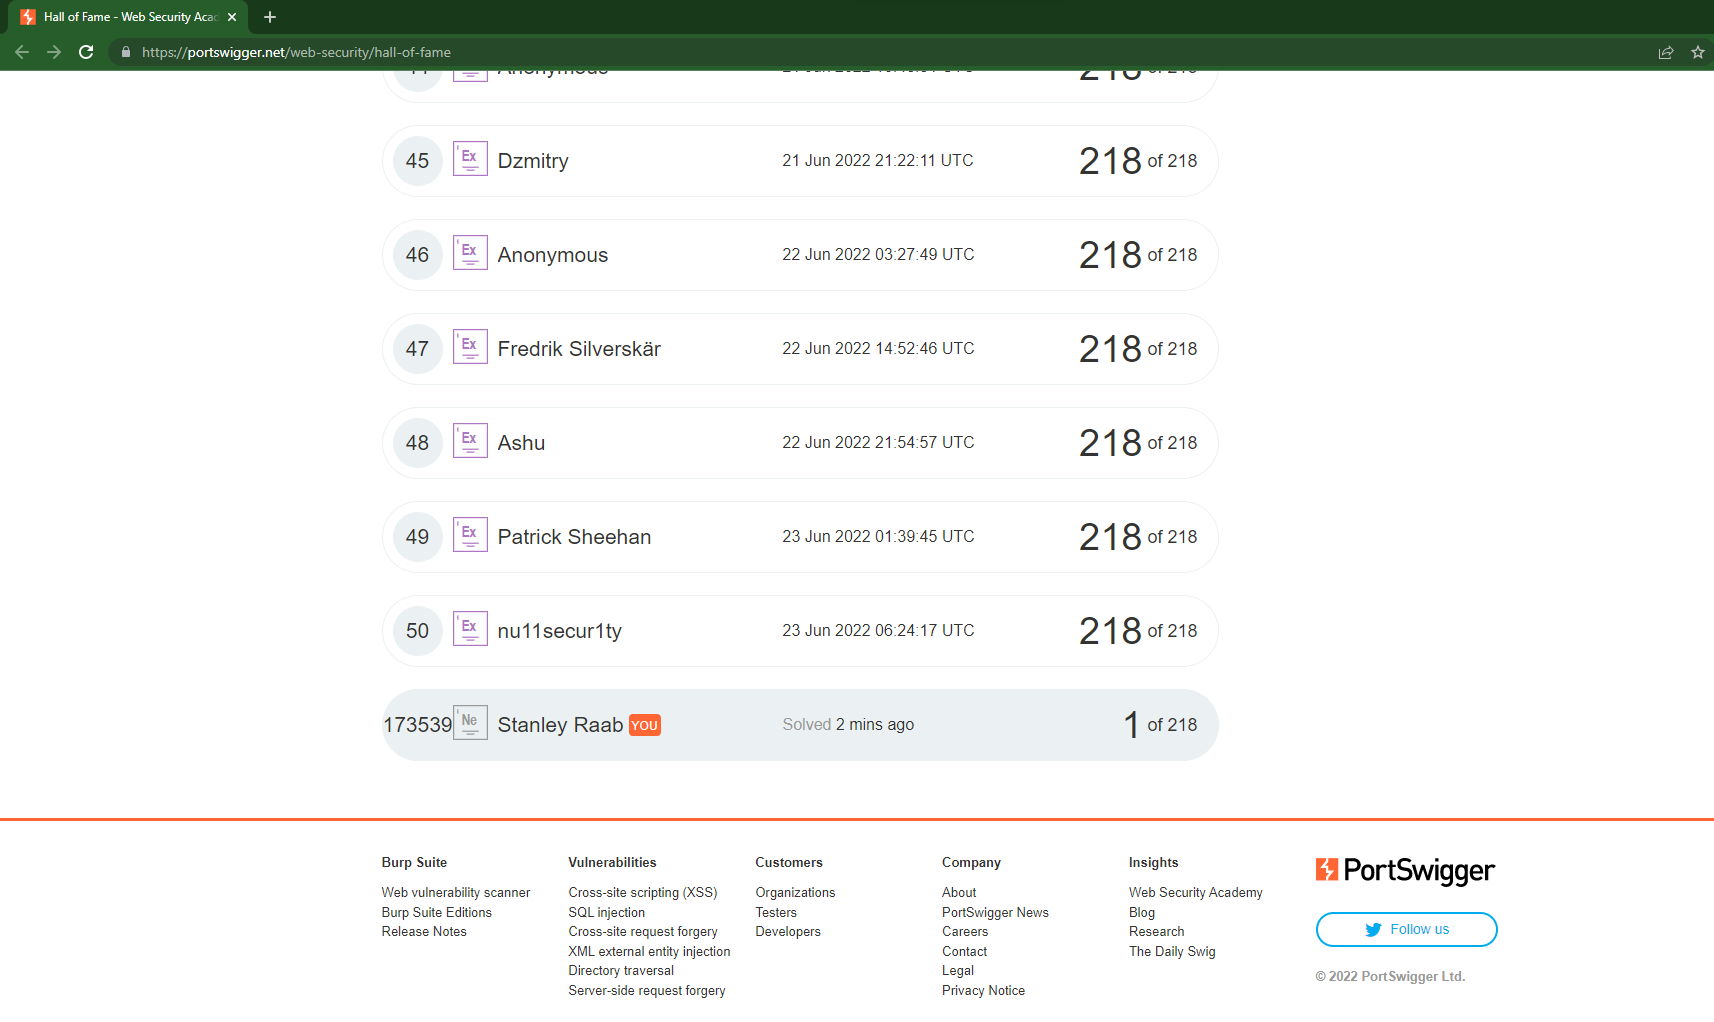 Hall of Fame - Web Security Acad
https://portswigger.net/web-security/hall-of-fame
44 Anonymous 218 of 218
45 Ex Dzmitry 21 Jun 2022 21:22:11 UTC 218 of 218
46 Ex Anonymous 22 Jun 2022 03:27:49 UTC 218 of 218
47 Ex Fredrik Silverskär 22 Jun 2022 14:52:46 UTC 218 of 218
48 Ex Ashu 22 Jun 2022 21:54:57 UTC 218 of 218
49 Ex Patrick Sheehan 23 Jun 2022 01:39:45 UTC 218 of 218
50 Ex nu11secur1ty 23 Jun 2022 06:24:17 UTC 218 of 218
173539 Ne Stanley Raab YOU Solved 2 mins ago 1 of 218
Burp Suite
Web vulnerability scanner
Burp Suite Editions
Release Notes
Vulnerabilities
Cross-site scripting (XSS)
SQL injection
Cross-site request forgery
XML external entity injection
Directory traversal
Server-side request forgery
Customers
Organizations
Testers
Developers
Company
About
PortSwigger News
Careers
Contact
Legal
Privacy Notice
Insights
Web Security Academy
Blog
Research
The Daily Swig
PortSwigger
Follow us
© 2022 PortSwigger Ltd.